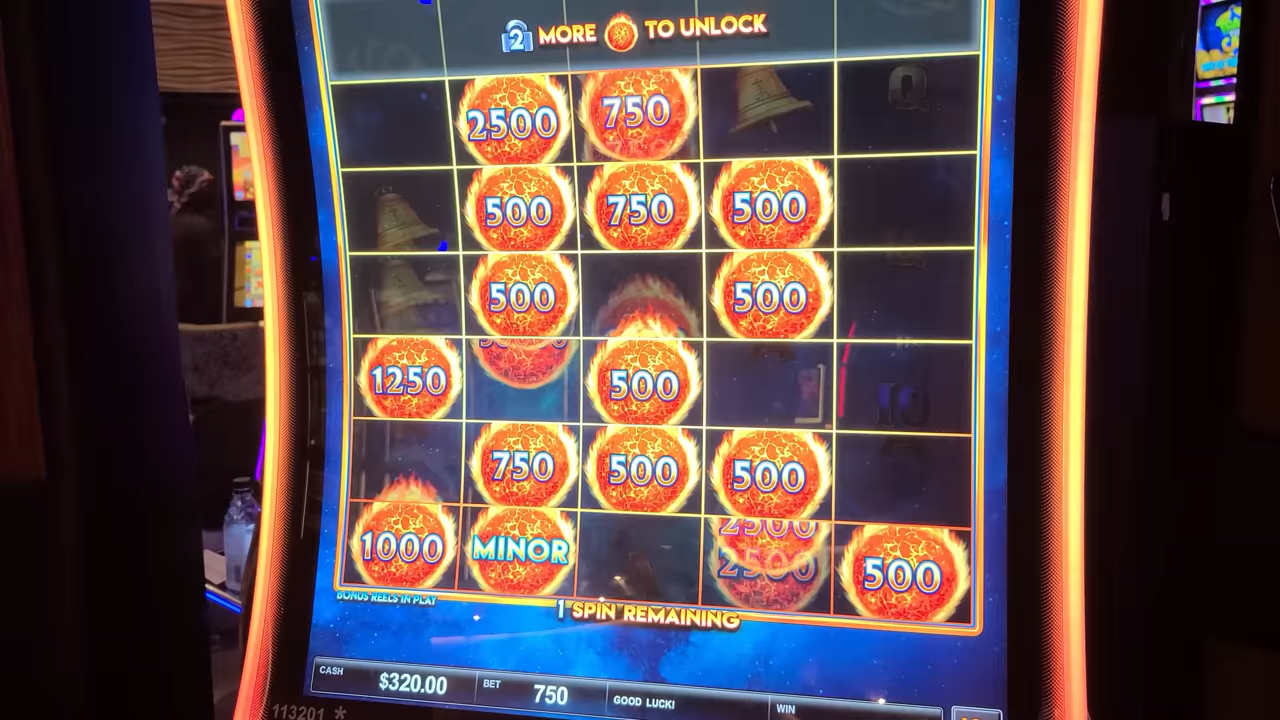 2 MORE TO UNLOCK
2500 750 Q
500 750 500
500 500
1250 500
750 500 500
2500
1000 MINOR 2500 500
BONUS REELS IN PLAY
1 SPIN REMAINING
CASH $320.00 BET 750 GOOD LUCK! WIN
113201 *